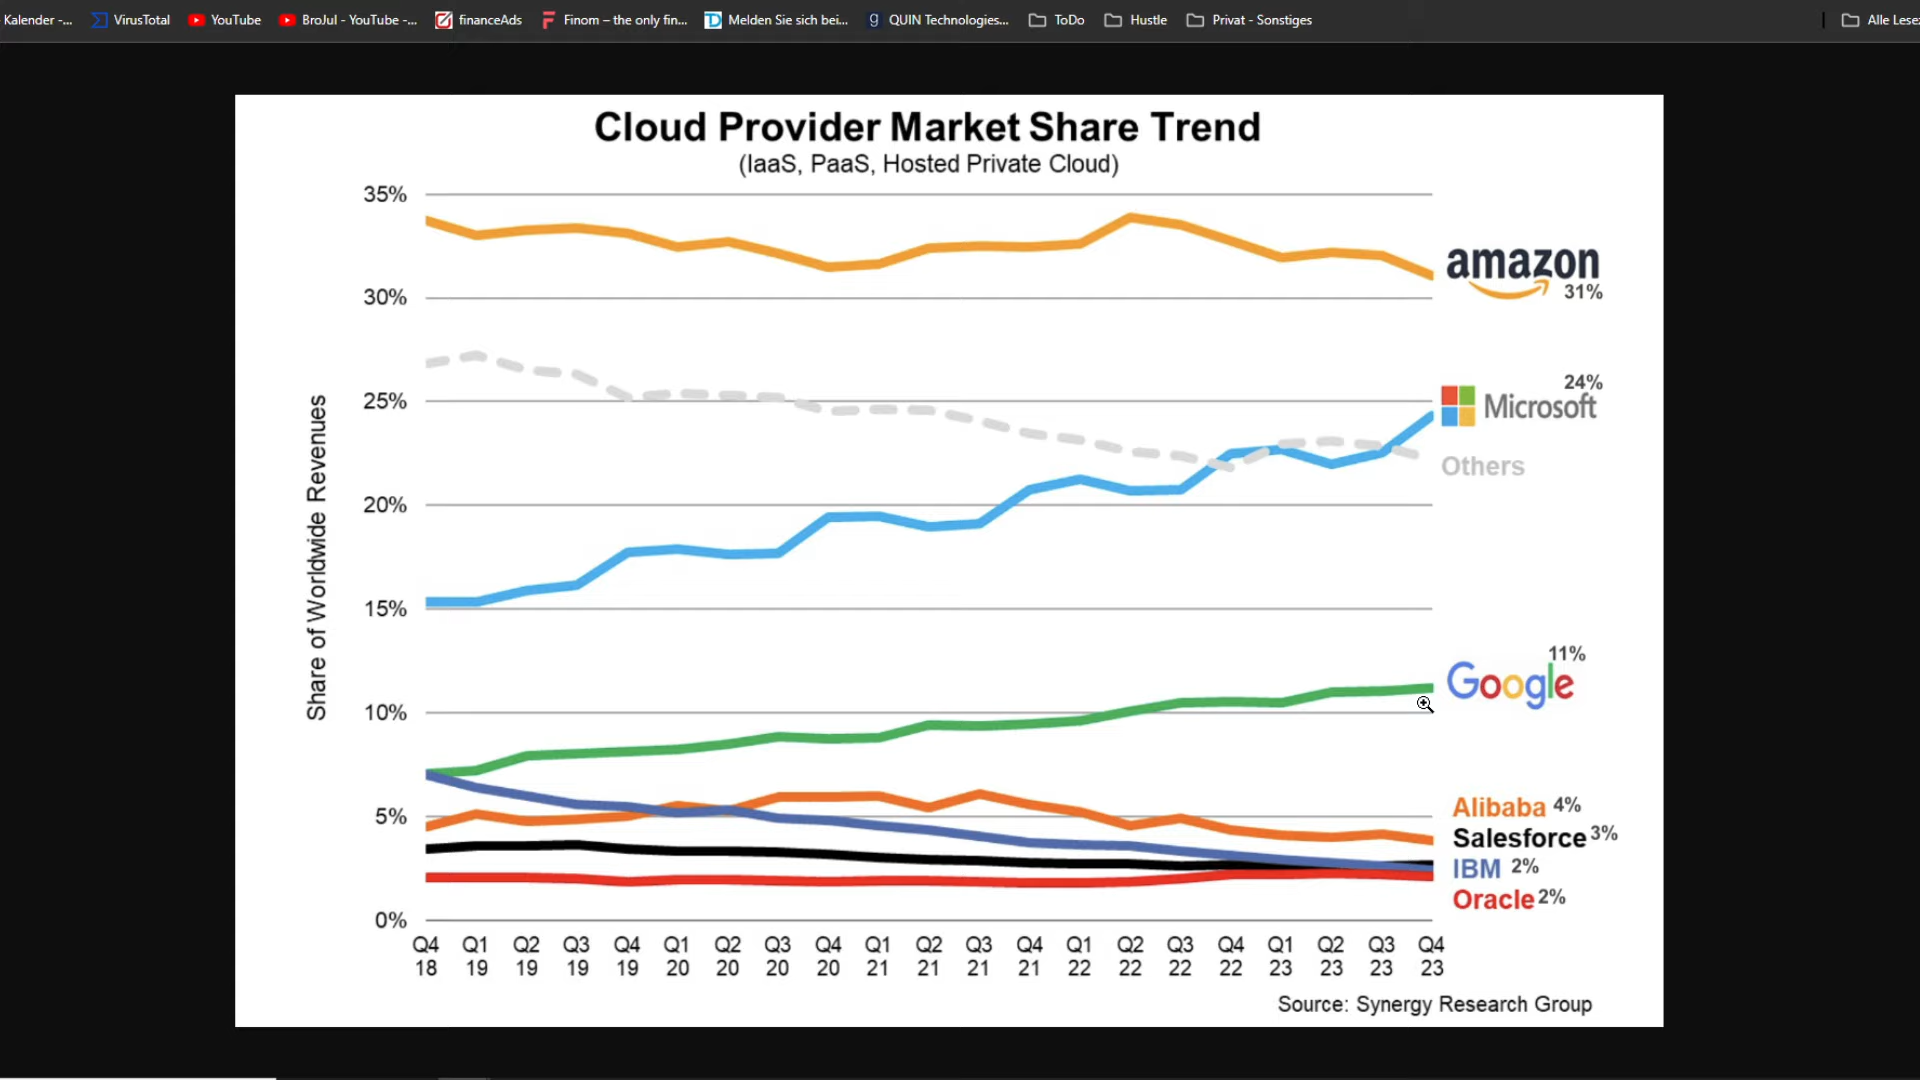 Kalender -... VirusTotal YouTube BroJul - YouTube -... financeAds Finom – the only fin... Melden Sie sich bei... QUIN Technologies... ToDo Hustle Privat - Sonstiges Alle Lese
Cloud Provider Market Share Trend
(IaaS, PaaS, Hosted Private Cloud)
Share of Worldwide Revenues
35%
30%
25%
20%
15%
10%
5%
0%
amazon
31%
24%
Microsoft
Others
11%
Google
Alibaba 4%
Salesforce 3%
IBM 2%
Oracle 2%
Q4 Q1 Q2 Q3 Q4 Q1 Q2 Q3 Q4 Q1 Q2 Q3 Q4 Q1 Q2 Q3 Q4 Q1 Q2 Q3 Q4
18 19 19 19 19 20 20 20 20 21 21 21 21 22 22 22 22 23 23 23 23
Source: Synergy Research Group